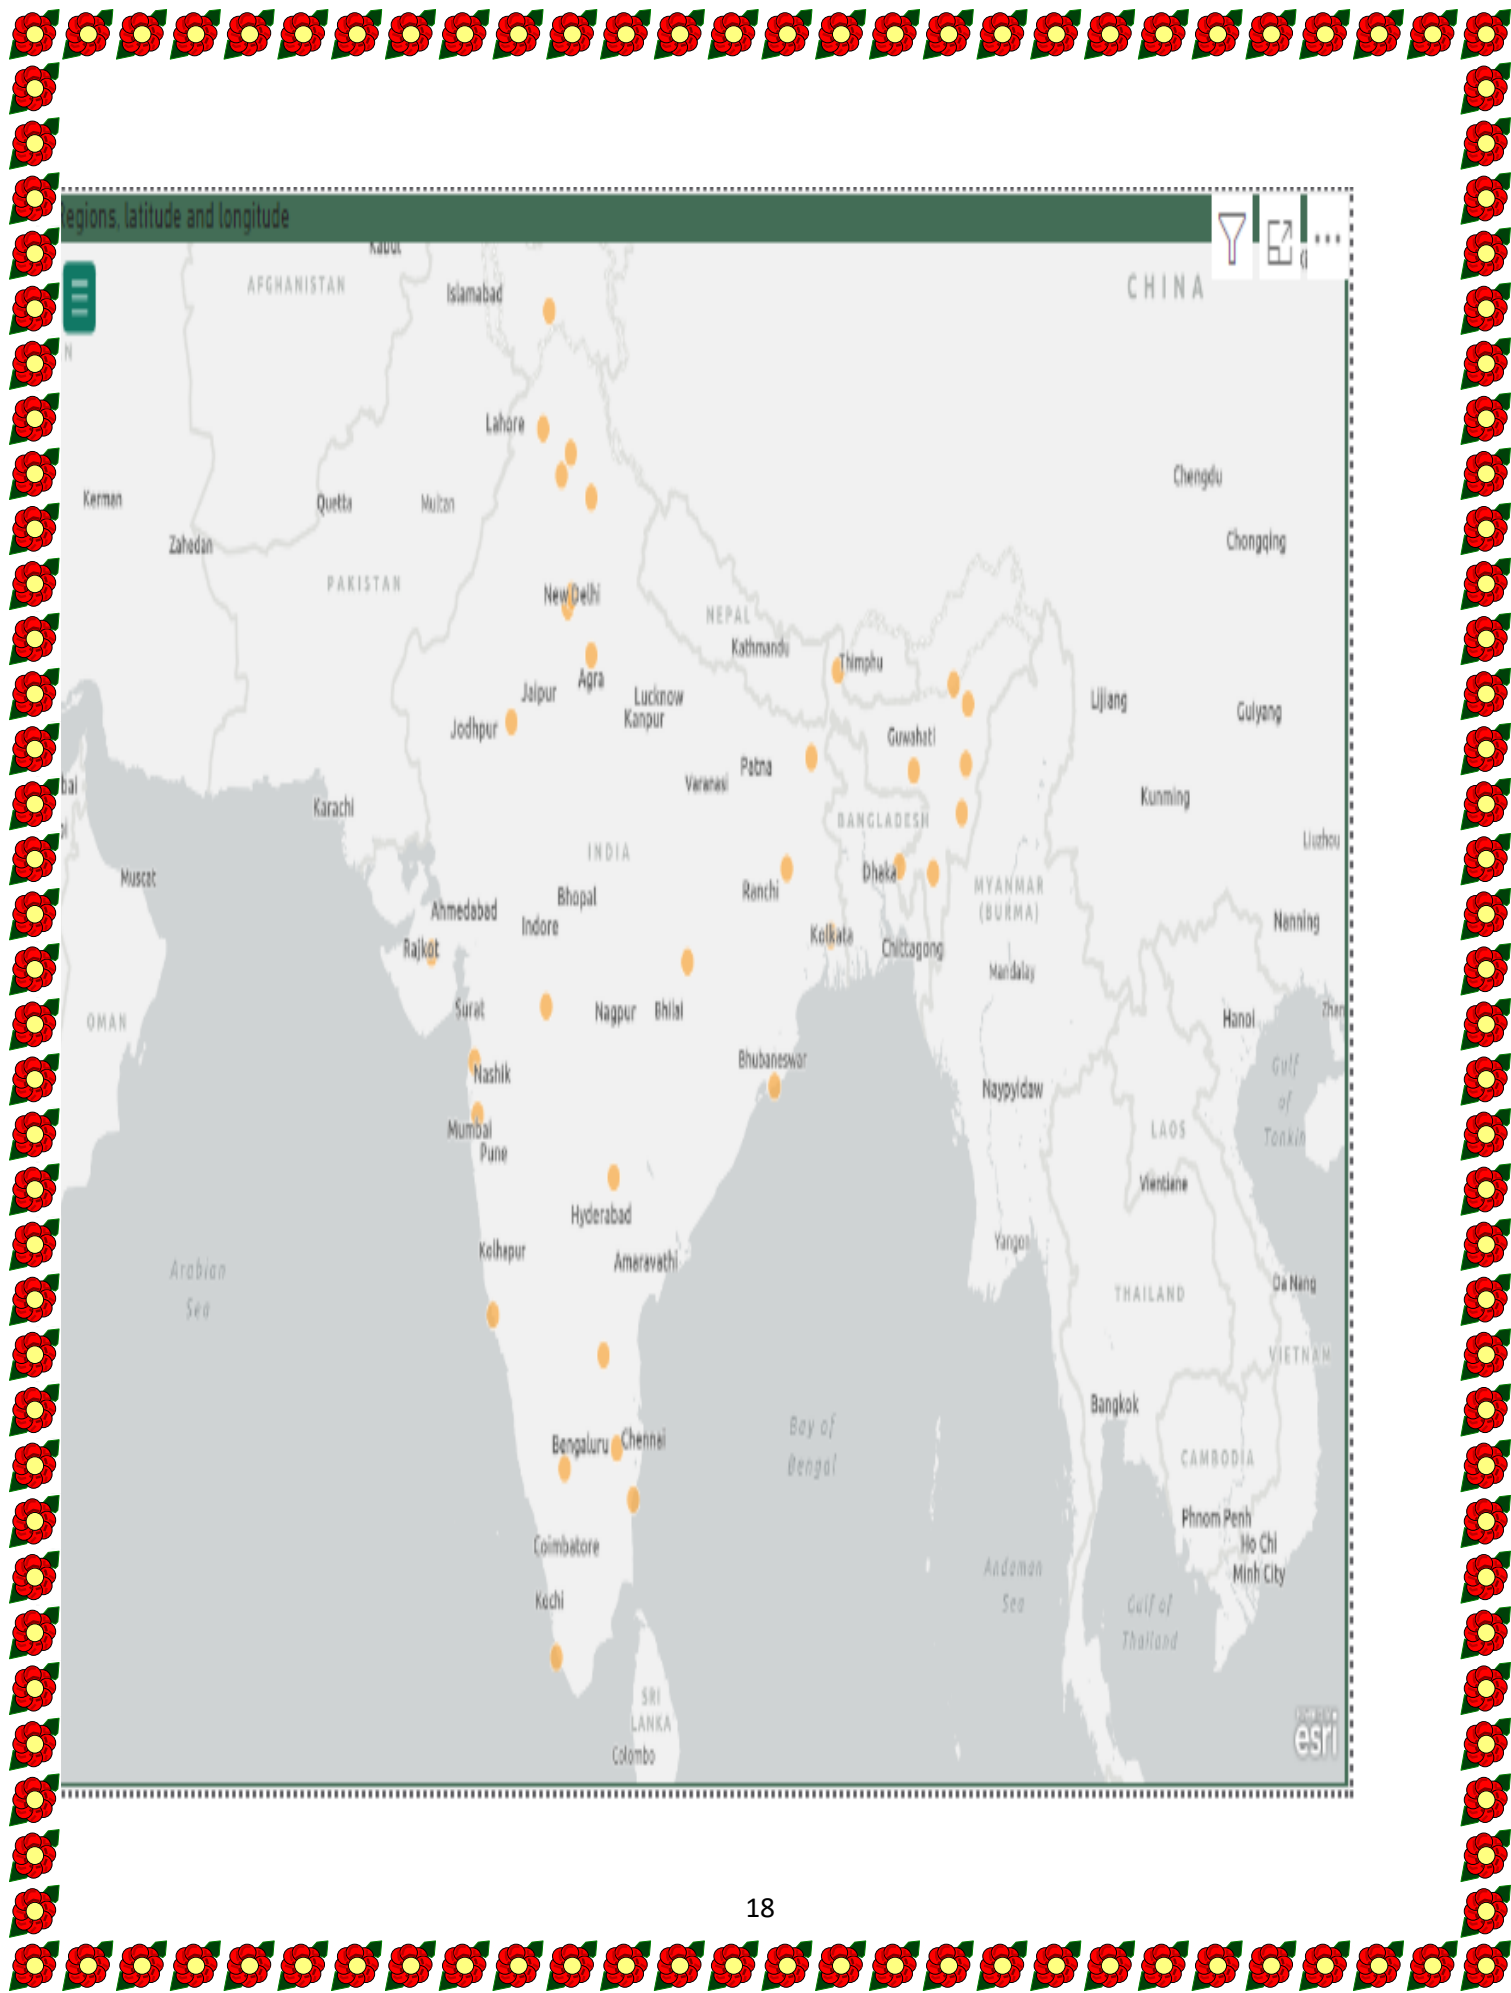 Regions, latitude and longitude
Kabul
AFGHANISTAN
Islamabad
CHINA
N
Lahore
Chengdu
Kerman
Quetta
Multan
Chongqing
Zahedan
PAKISTAN
New Delhi
NEPAL
Kathmandu
Thimphu
Agra
Jaipur
Lucknow
Lijiang
Guiyang
Kanpur
Jodhpur
Guwahati
Patna
Varanasi
bai
Kunming
Karachi
BANGLADESH
Liuzhou
INDIA
Dhaka
Muscat
Ranchi
MYANMAR
(BURMA)
Bhopal
Ahmedabad
Indore
Nanning
Kolkata
Rajkot
Chittagong
Mandalay
Surat
Nagpur
Bhilai
OMAN
Hanoi
Zhan
Bhubaneswar
Gulf
of
Tonkin
Nashik
Naypyidaw
Mumbai
LAOS
Pune
Vientiane
Hyderabad
Yangon
Kolhapur
Amaravathi
Arabian
Sea
THAILAND
Da Nang
VIETNAM
Bangkok
Bay of
Bengal
Bengaluru
Chennai
CAMBODIA
Phnom Penh
Coimbatore
Ho Chi
Minh City
Andaman
Sea
Kochi
Gulf of
Thailand
SRI
LANKA
Colombo
esri
18